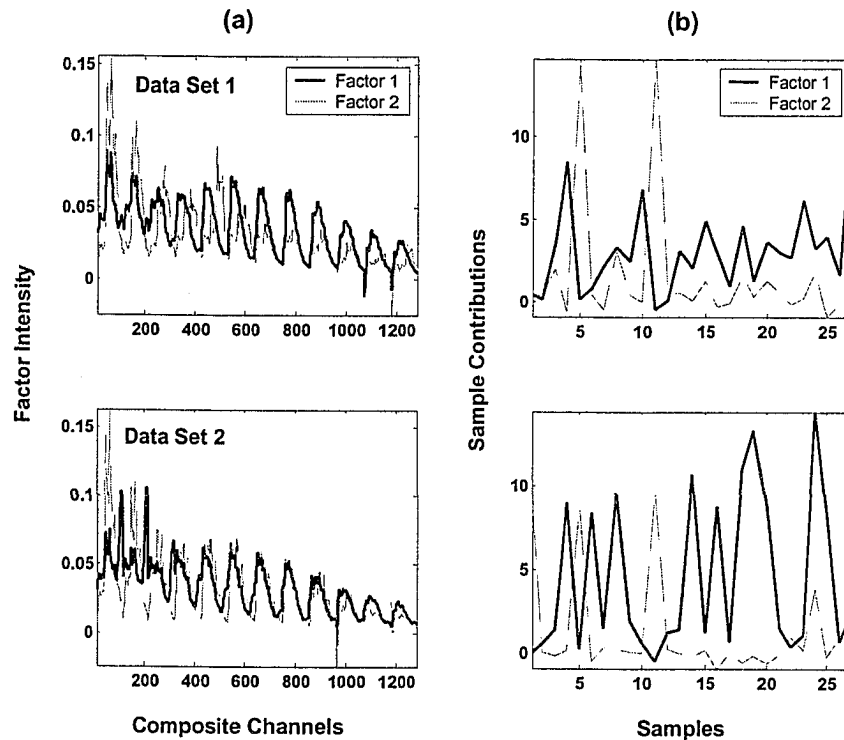 (a)
(b)
Data Set 1
Factor 1
Factor 2
0.15
0.1
0.05
0
200 400 600 800 1000 1200
Factor 1
Factor 2
10
5
0
5 10 15 20 25
Factor Intensity
Sample Contributions
Data Set 2
0.15
0.1
0.05
0
200 400 600 800 1000 1200
10
5
0
5 10 15 20 25
Composite Channels
Samples